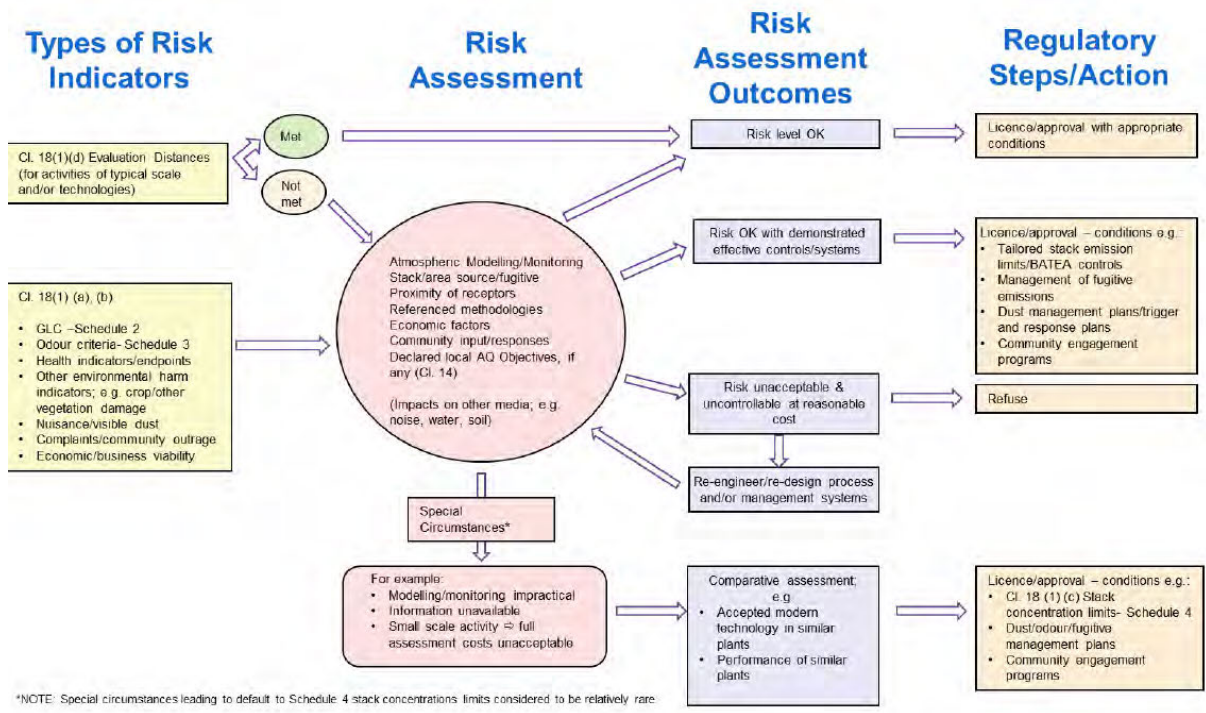 Types of Risk
Indicators
Risk
Assessment
Risk
Assessment
Outcomes
Regulatory
Steps/Action
Cl. 18(1)(d) Evaluation Distances
(for activities of typical scale
and/or technologies)
Met
Not
met
Risk level OK
Licence/approval with appropriate
conditions
Cl. 18(1) (a), (b)
• GLC –Schedule 2
• Odour criteria- Schedule 3
• Health indicators/endpoints
• Other environmental harm
indicators; e.g. crop/other
vegetation damage
• Nuisance/visible dust
• Complaints/community outrage
• Economic/business viability
Atmospheric Modelling/Monitoring
Stack/area source/fugitive
Proximity of receptors
Referenced methodologies
Economic factors
Community input/responses
Declared local AQ Objectives, if
any (Cl. 14)
(Impacts on other media; e.g.
noise, water, soil)
Risk OK with demonstrated
effective controls/systems
Licence/approval – conditions e.g.:
• Tailored stack emission
limits/BATEA controls
• Management of fugitive
emissions
• Dust management plans/trigger
and response plans
• Community engagement
programs
Risk unacceptable &
uncontrollable at reasonable
cost
Refuse
Re-engineer/re-design process
and/or management systems
Special
Circumstances*
For example:
• Modelling/monitoring impractical
• Information unavailable
• Small scale activity ⇨ full
assessment costs unacceptable
Comparative assessment;
e.g
• Accepted modern
technology in similar
plants
• Performance of similar
plants
Licence/approval – conditions e.g.:
• Cl. 18 (1) (c) Stack
concentration limits- Schedule 4
• Dust/odour/fugitive
management plans
• Community engagement
programs
*NOTE: Special circumstances leading to default to Schedule 4 stack concentrations limits considered to be relatively rare